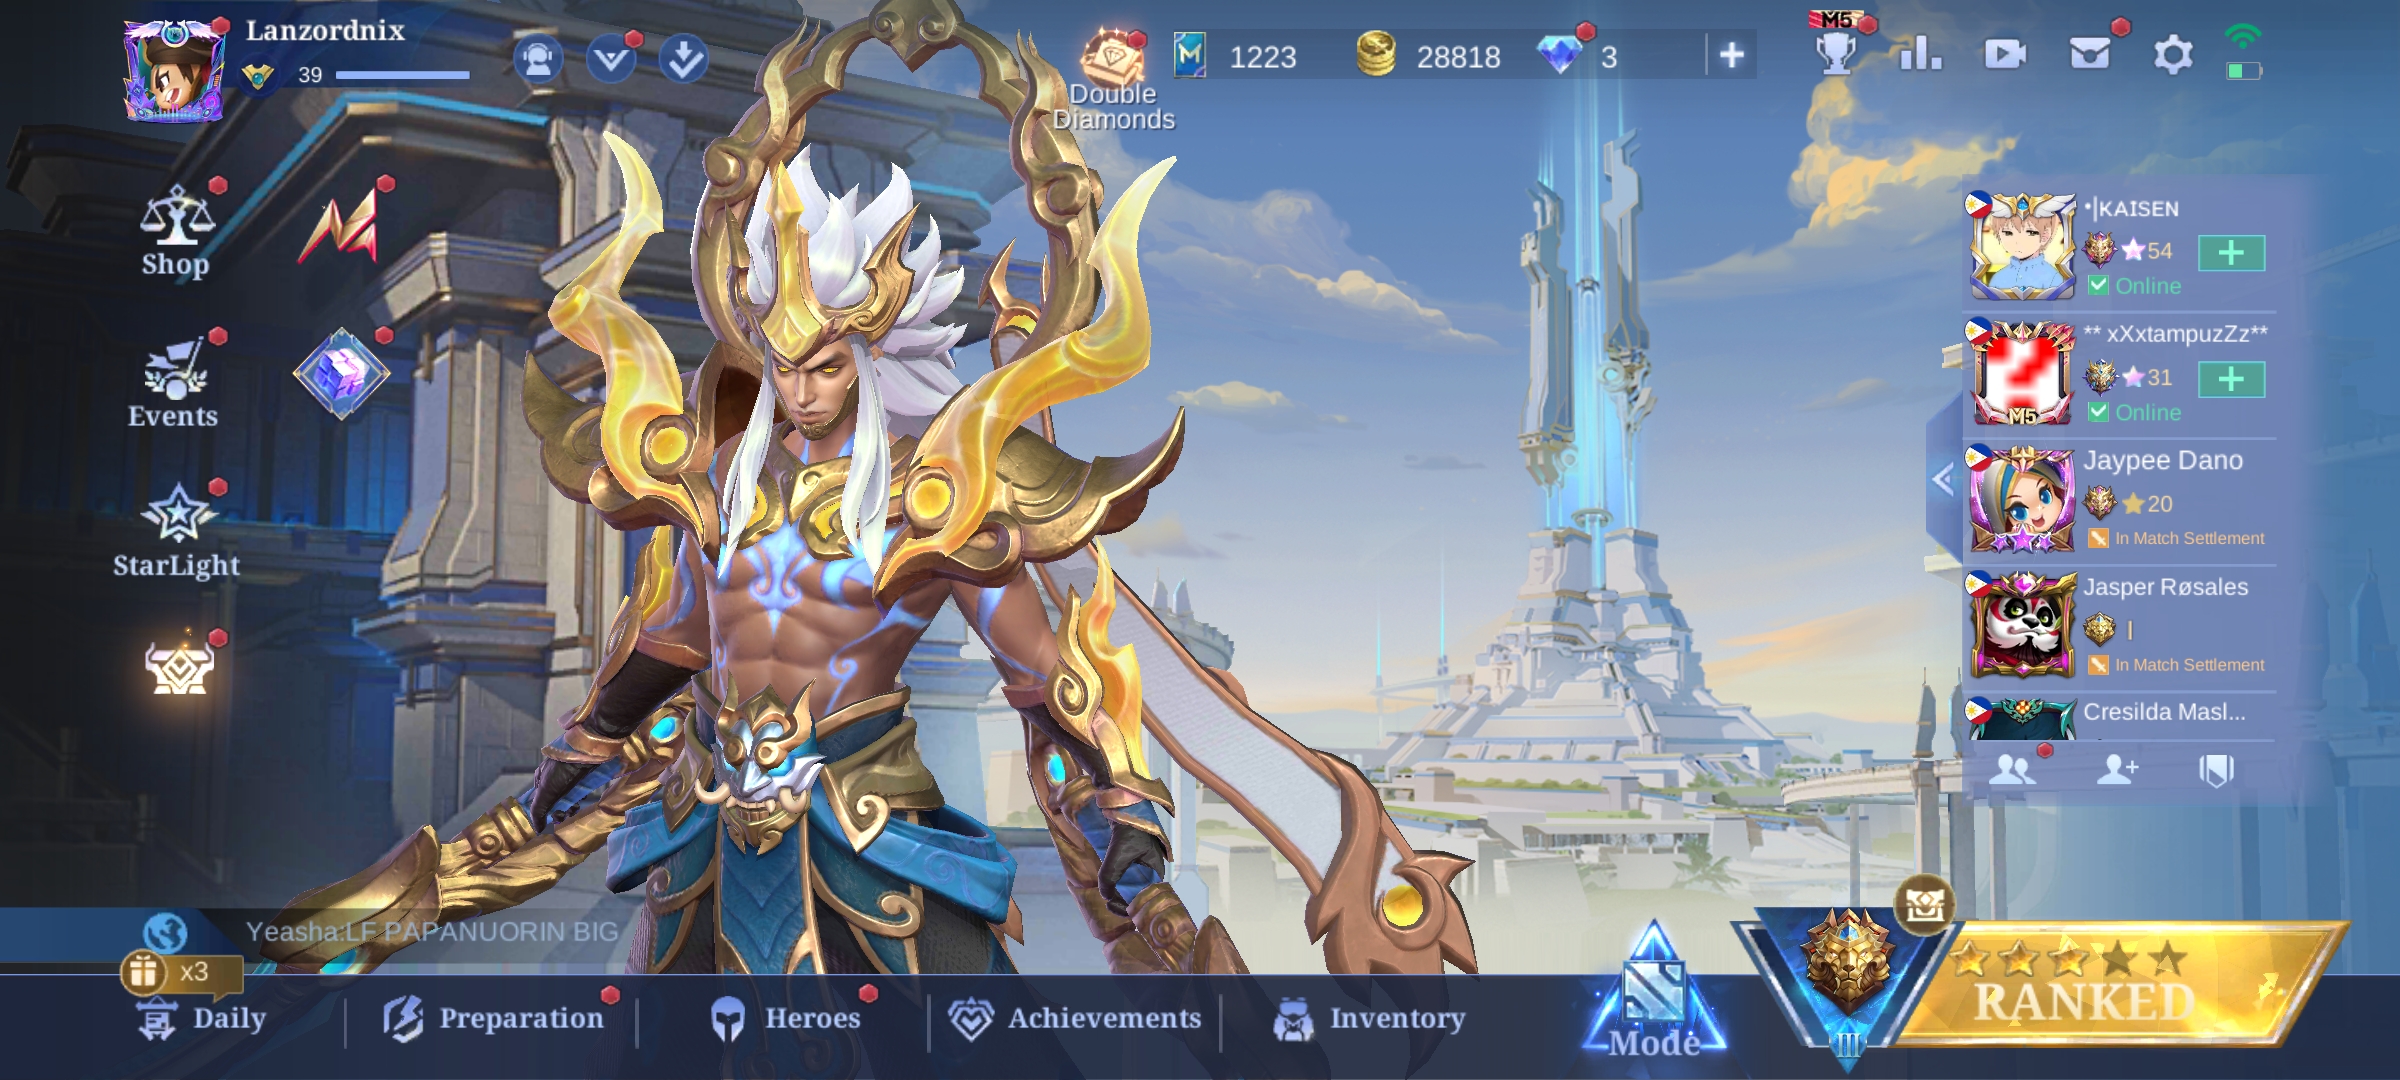 Lanzordnix
39
Double
Diamonds
1223
28818
3
M5
Shop
Events
StarLight
•|KAISEN
54
Online
** xXxtampuzZz**
31
Online
M5
Jaypee Dano
20
In Match Settlement
Jasper Røsales
I
In Match Settlement
Cresilda Masl...
Yeasha:LF PAPANUORIN BIG
x3
Daily
Preparation
Heroes
Achievements
Inventory
Mode
III
RANKED